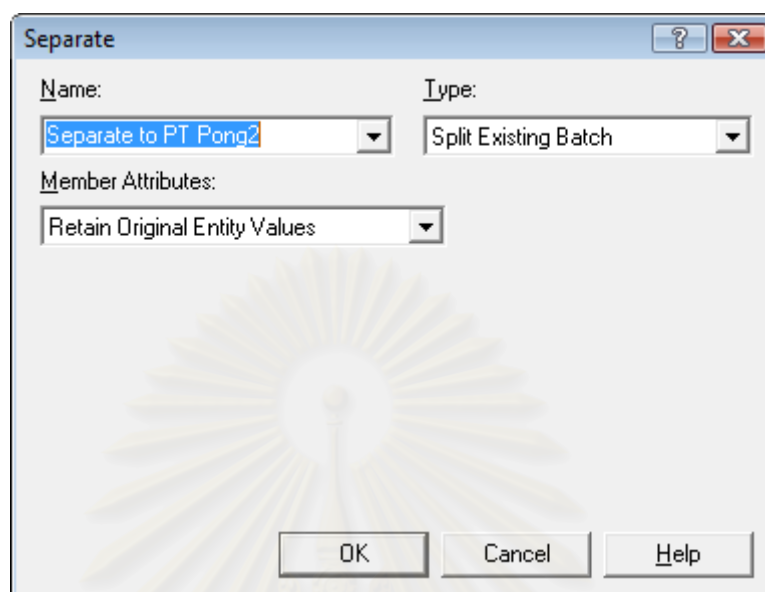 Separate
Name:
Type:
Separate to PT Pong2
Split Existing Batch
Member Attributes:
Retain Original Entity Values
OK
Cancel
Help